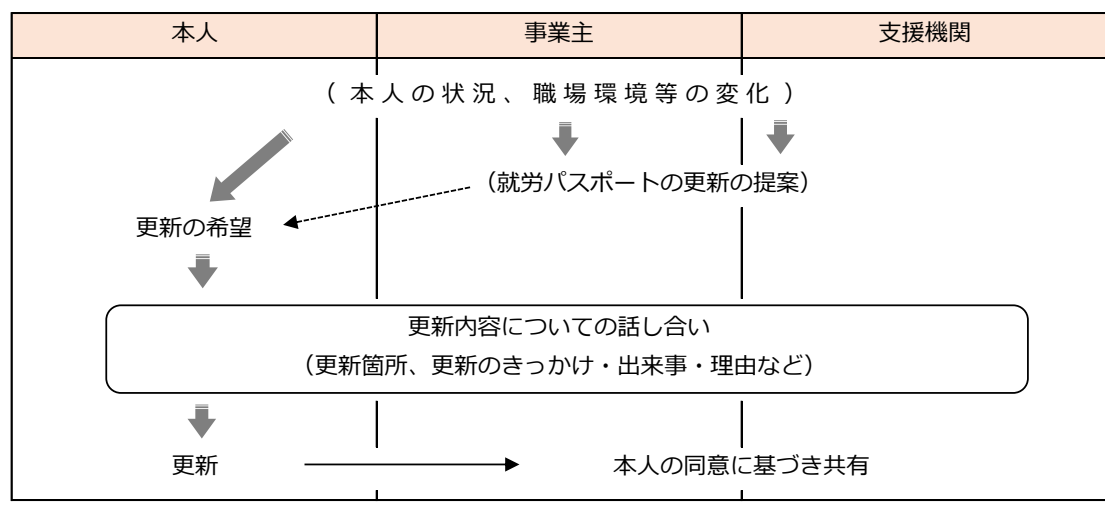 本人 事業主 支援機関
（本人の状況、職場環境等の変化）
（就労パスポートの更新の提案）
更新の希望
更新内容についての話し合い
（更新箇所、更新のきっかけ・出来事・理由など）
更新 本人の同意に基づき共有